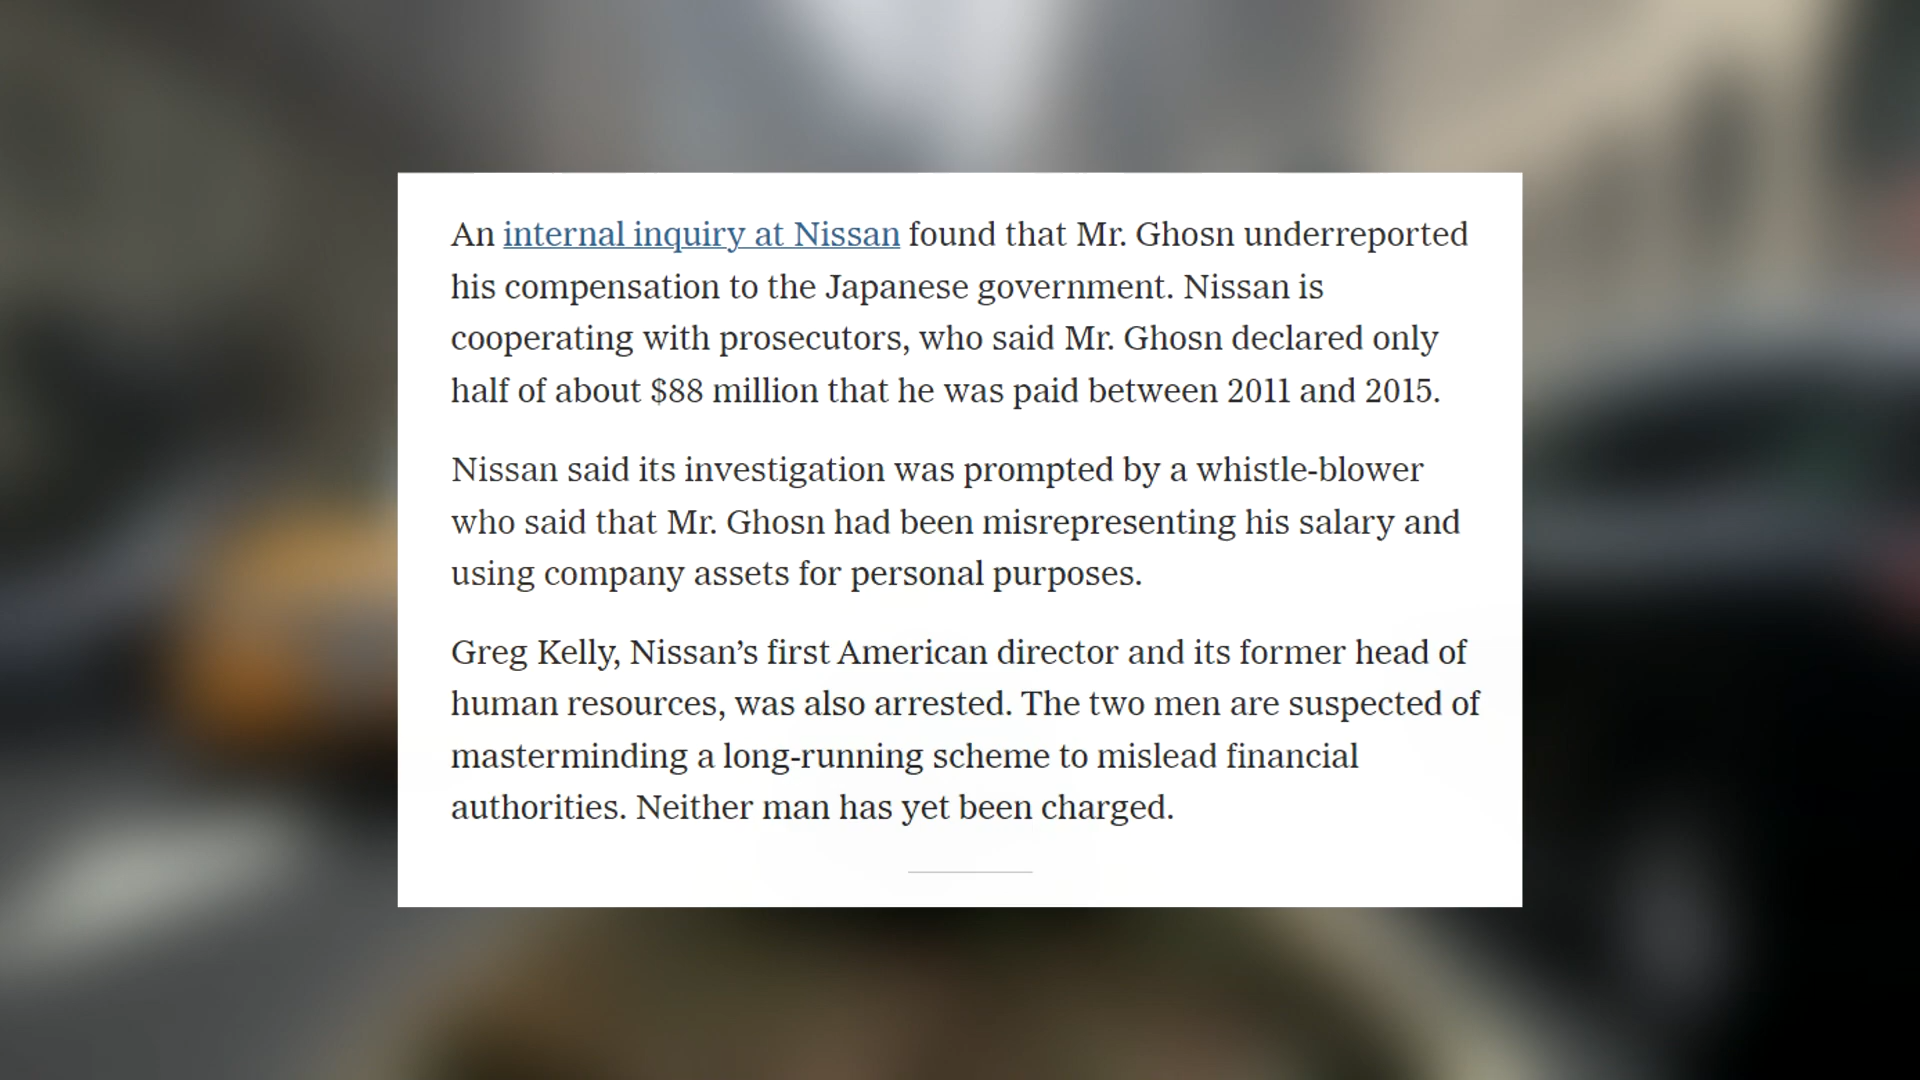 An internal inquiry at Nissan found that Mr. Ghosn underreported
his compensation to the Japanese government. Nissan is
cooperating with prosecutors, who said Mr. Ghosn declared only
half of about $88 million that he was paid between 2011 and 2015.
Nissan said its investigation was prompted by a whistle-blower
who said that Mr. Ghosn had been misrepresenting his salary and
using company assets for personal purposes.
Greg Kelly, Nissan’s first American director and its former head of
human resources, was also arrested. The two men are suspected of
masterminding a long-running scheme to mislead financial
authorities. Neither man has yet been charged.